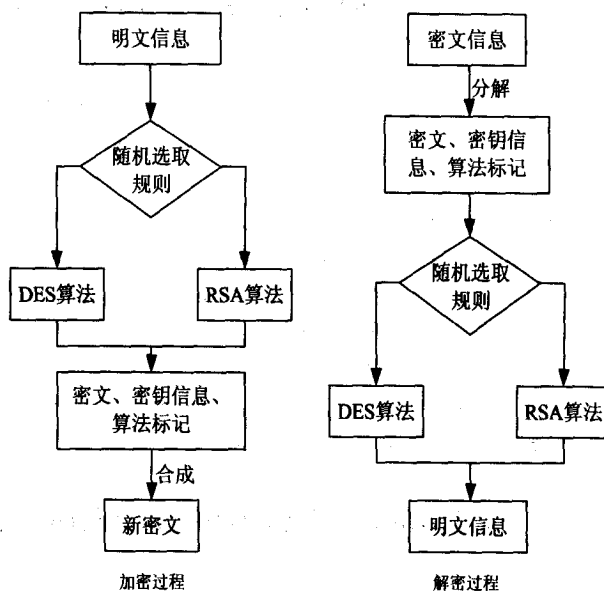 明文信息
随机选取
规则
DES算法
RSA算法
密文、密钥信息、
算法标记
合成
新密文
加密过程
密文信息
分解
密文、密钥信
息、算法标记
随机选取
规则
DES算法
RSA算法
明文信息
解密过程